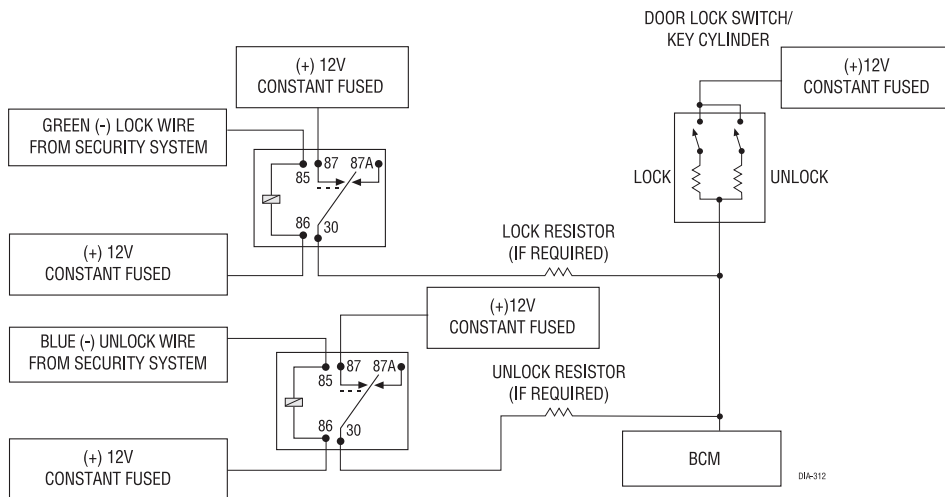 DOOR LOCK SWITCH/
KEY CYLINDER
(+) 12V
CONSTANT FUSED
(+)12V
CONSTANT FUSED
GREEN (-) LOCK WIRE
FROM SECURITY SYSTEM
87
87A
85
86
30
LOCK
UNLOCK
(+) 12V
CONSTANT FUSED
LOCK RESISTOR
(IF REQUIRED)
(+)12V
CONSTANT FUSED
BLUE (-) UNLOCK WIRE
FROM SECURITY SYSTEM
87
87A
85
86
30
UNLOCK RESISTOR
(IF REQUIRED)
(+) 12V
CONSTANT FUSED
BCM
DIA-312